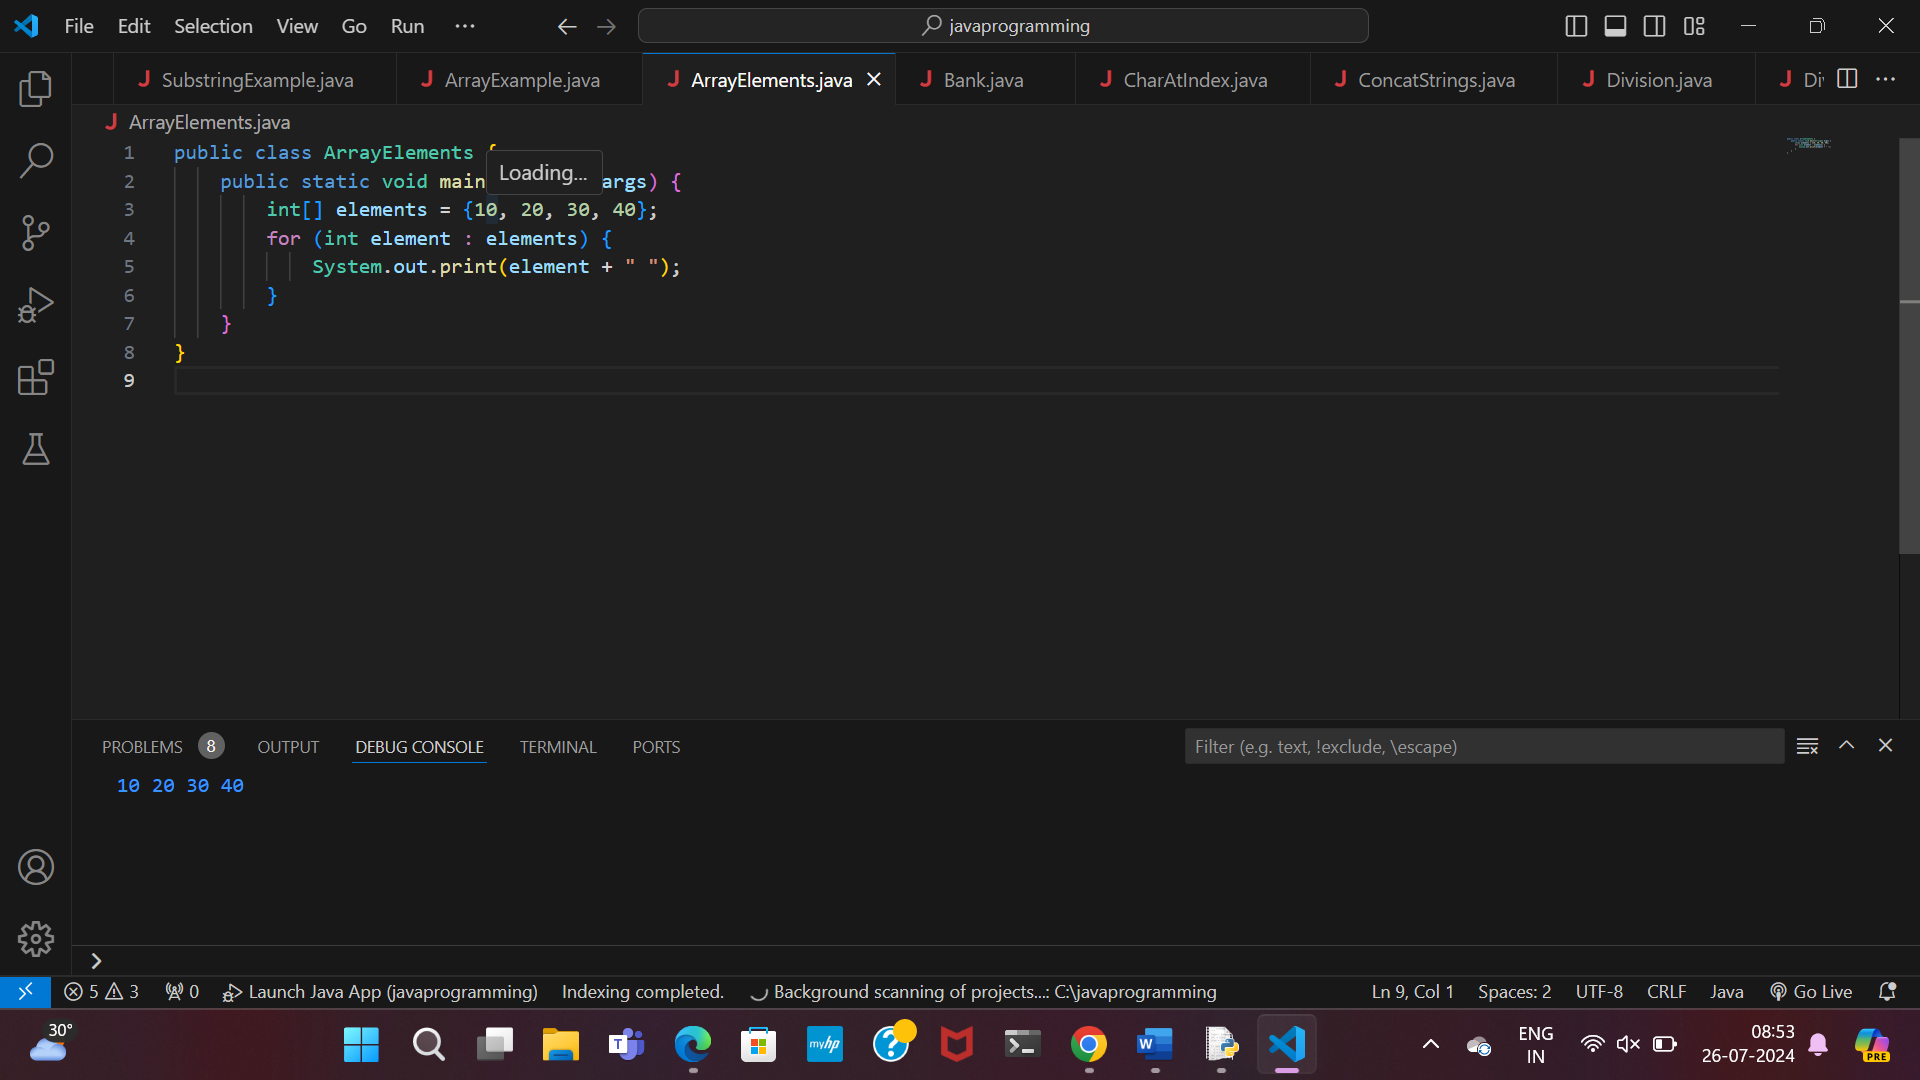 File Edit Selection View Go Run ··· javaprogramming
SubstringExample.java ArrayExample.java ArrayElements.java Bank.java CharAtIndex.java ConcatStrings.java Division.java
ArrayElements.java
1 public class ArrayElements {
2 public static void main args) {
Loading...
3 int[] elements = {10, 20, 30, 40};
4 for (int element : elements) {
5 System.out.print(element + " ");
6 }
7 }
8 }
9
PROBLEMS 8 OUTPUT DEBUG CONSOLE TERMINAL PORTS Filter (e.g. text, !exclude, \escape)
10 20 30 40
5 3 0 Launch Java App (javaprogramming) Indexing completed. Background scanning of projects...: C:\javaprogramming Ln 9, Col 1 Spaces: 2 UTF-8 CRLF Java Go Live
30° myhp ENG 08:53
IN 26-07-2024 PRE